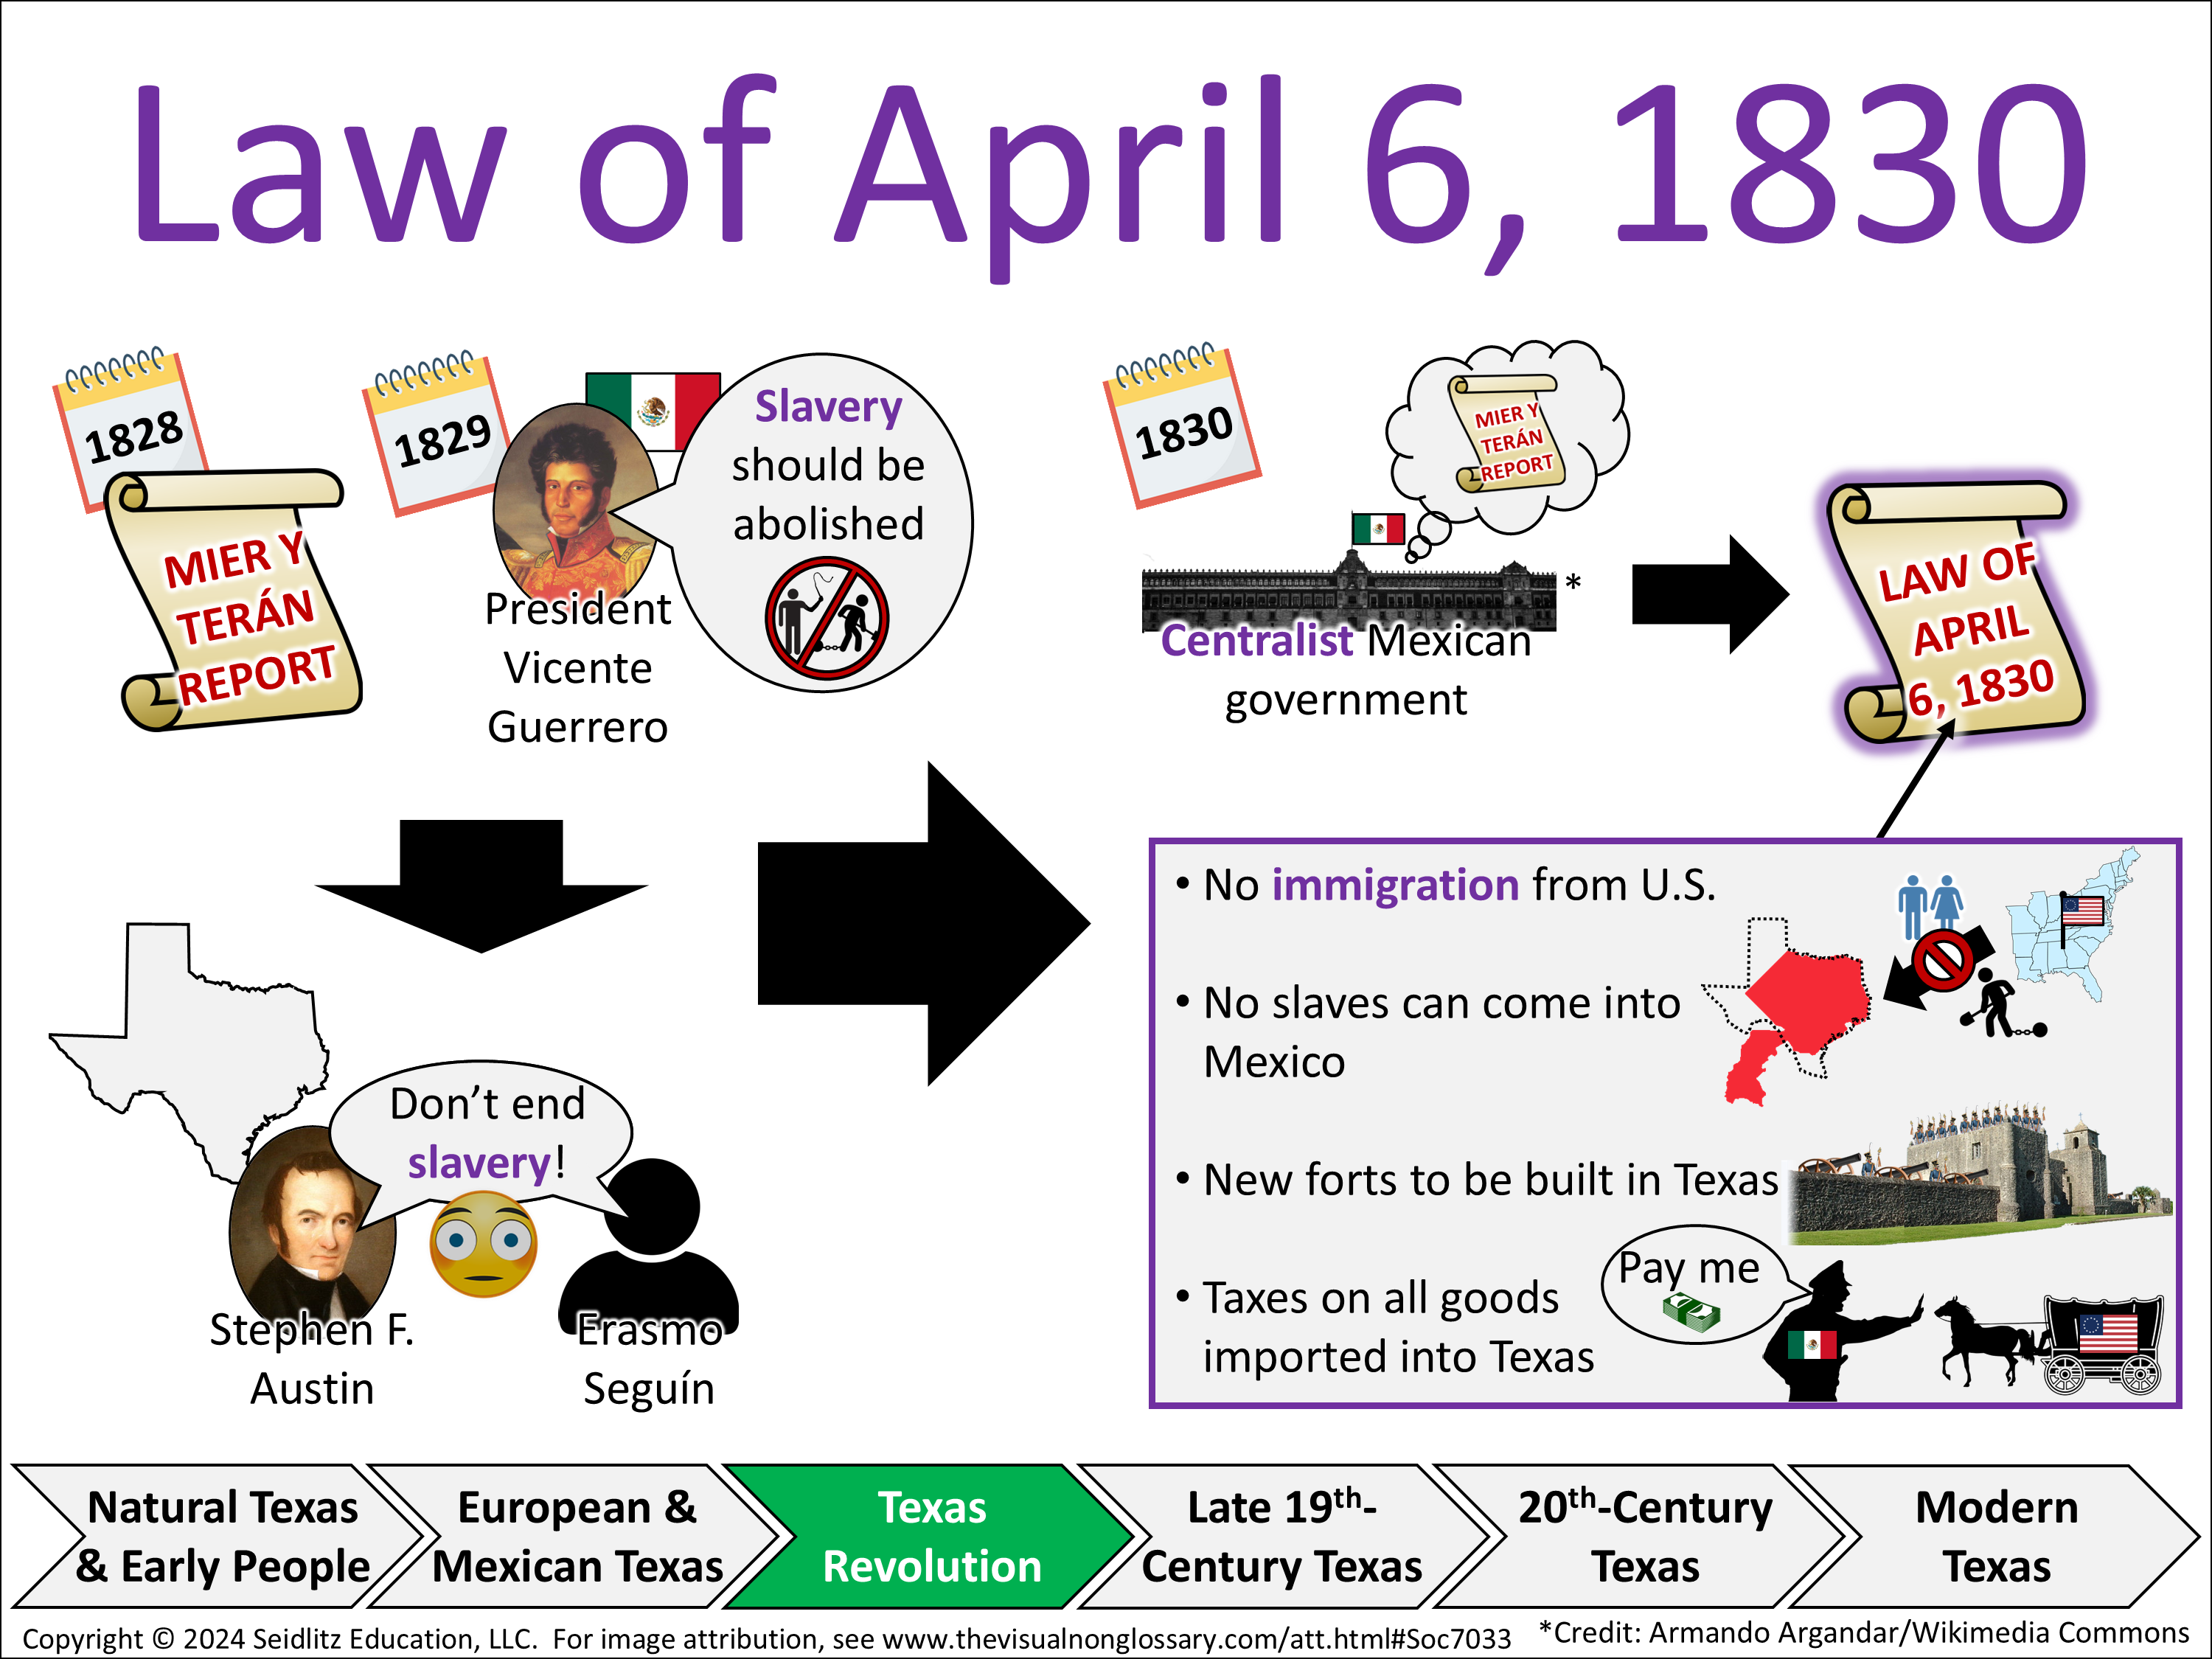 Law of April 6, 1830
1828
MIER Y
TERÁN
REPORT
1829
President
Vicente
Guerrero
Slavery
should be
abolished
1830
MIER Y
TERÁN
REPORT
*
Centralist Mexican
government
LAW OF
APRIL
6, 1830
Don’t end
slavery!
Stephen F.
Austin
Erasmo
Seguín
• No immigration from U.S.
• No slaves can come into
Mexico
• New forts to be built in Texas
• Taxes on all goods
imported into Texas
Pay me
Natural Texas
& Early People
European &
Mexican Texas
Texas
Revolution
Late 19th-
Century Texas
20th-Century
Texas
Modern
Texas
Copyright © 2024 Seidlitz Education, LLC.  For image attribution, see www.thevisualnonglossary.com/att.html#Soc7033
*Credit: Armando Argandar/Wikimedia Commons